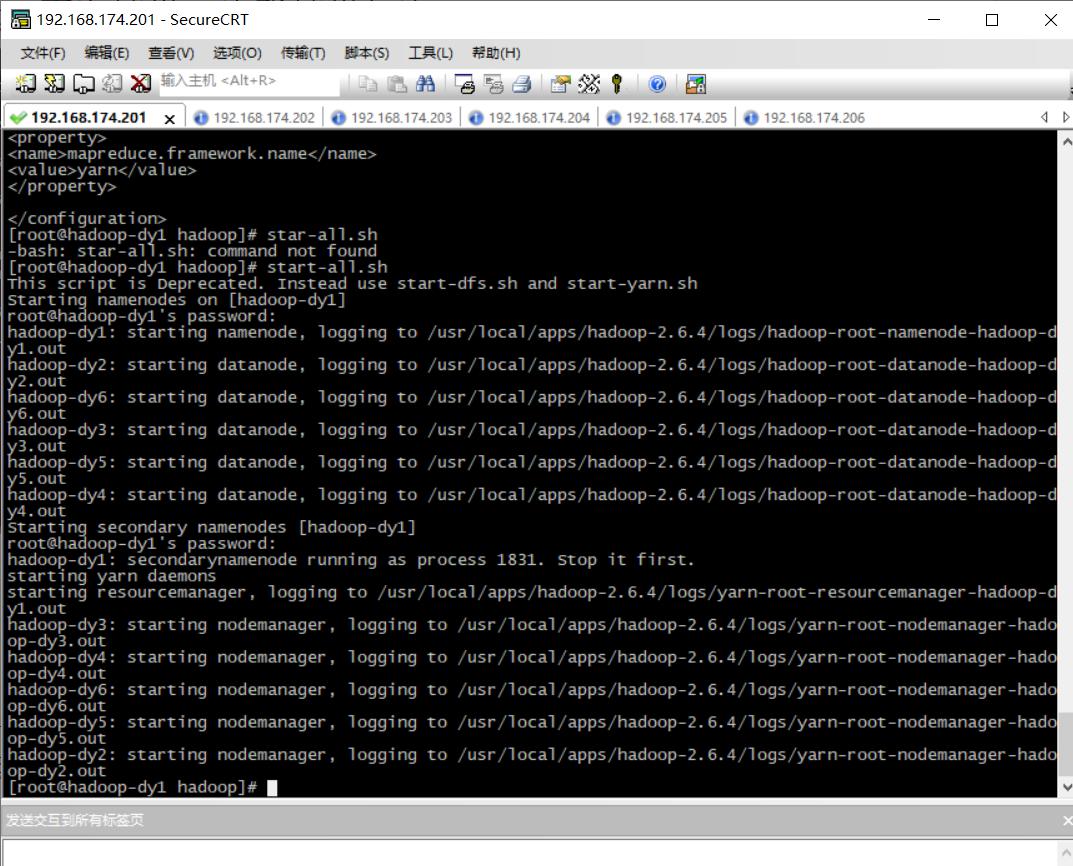 192.168.174.201 - SecureCRT
文件(F) 编辑(E) 查看(V) 选项(O) 传输(T) 脚本(S) 工具(L) 帮助(H)
输入主机 <Alt+R>
192.168.174.201 192.168.174.202 192.168.174.203 192.168.174.204 192.168.174.205 192.168.174.206
<property>
<name>mapreduce.framework.name</name>
<value>yarn</value>
</property>
</configuration>
[root@hadoop-dy1 hadoop]# star-all.sh
-bash: star-all.sh: command not found
[root@hadoop-dy1 hadoop]# start-all.sh
This script is Deprecated. Instead use start-dfs.sh and start-yarn.sh
Starting namenodes on [hadoop-dy1]
root@hadoop-dy1's password:
hadoop-dy1: starting namenode, logging to /usr/local/apps/hadoop-2.6.4/logs/hadoop-root-namenode-hadoop-d
y1.out
hadoop-dy2: starting datanode, logging to /usr/local/apps/hadoop-2.6.4/logs/hadoop-root-datanode-hadoop-d
y2.out
hadoop-dy6: starting datanode, logging to /usr/local/apps/hadoop-2.6.4/logs/hadoop-root-datanode-hadoop-d
y6.out
hadoop-dy3: starting datanode, logging to /usr/local/apps/hadoop-2.6.4/logs/hadoop-root-datanode-hadoop-d
y3.out
hadoop-dy5: starting datanode, logging to /usr/local/apps/hadoop-2.6.4/logs/hadoop-root-datanode-hadoop-d
y5.out
hadoop-dy4: starting datanode, logging to /usr/local/apps/hadoop-2.6.4/logs/hadoop-root-datanode-hadoop-d
y4.out
Starting secondary namenodes [hadoop-dy1]
root@hadoop-dy1's password:
hadoop-dy1: secondarynamenode running as process 1831. Stop it first.
starting yarn daemons
starting resourcemanager, logging to /usr/local/apps/hadoop-2.6.4/logs/yarn-root-resourcemanager-hadoop-d
y1.out
hadoop-dy3: starting nodemanager, logging to /usr/local/apps/hadoop-2.6.4/logs/yarn-root-nodemanager-hado
op-dy3.out
hadoop-dy4: starting nodemanager, logging to /usr/local/apps/hadoop-2.6.4/logs/yarn-root-nodemanager-hado
op-dy4.out
hadoop-dy6: starting nodemanager, logging to /usr/local/apps/hadoop-2.6.4/logs/yarn-root-nodemanager-hado
op-dy6.out
hadoop-dy5: starting nodemanager, logging to /usr/local/apps/hadoop-2.6.4/logs/yarn-root-nodemanager-hado
op-dy5.out
hadoop-dy2: starting nodemanager, logging to /usr/local/apps/hadoop-2.6.4/logs/yarn-root-nodemanager-hado
op-dy2.out
[root@hadoop-dy1 hadoop]#
发送交互到所有标签页